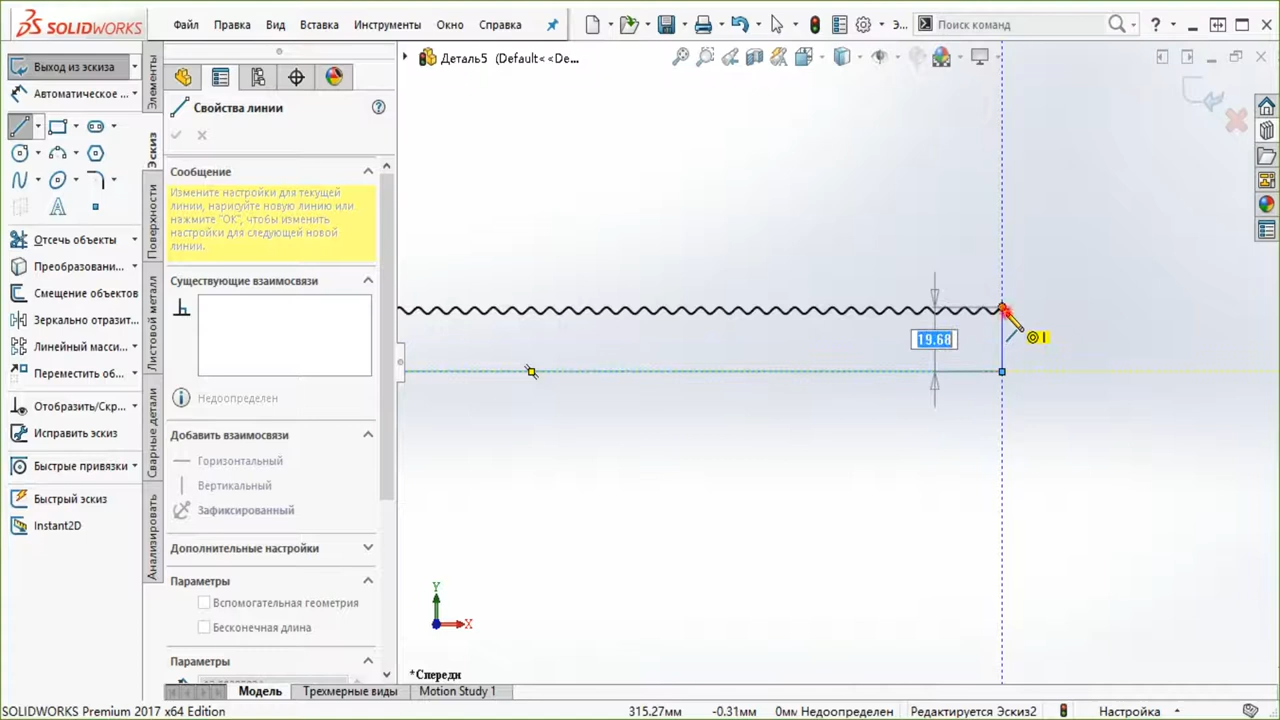 SOLIDWORKS
Файл
Правка
Вид
Вставка
Инструменты
Окно
Справка
Э...
Поиск команд
?
Выход из эскиза
Автоматическое ...
Отсечь объекты
Преобразовани...
Смещение объектов
Зеркально отразит...
Линейный масси...
Переместить об...
Отобразить/Скр...
Исправить эскиз
Быстрые привязки
Быстрый эскиз
Instant2D
Элементы
Эскиз
Поверхности
Листовой металл
Сварные детали
Анализировать
Свойства линии
Сообщение
Измените настройки для текущей
линии, нарисуйте новую линию или
нажмите "ОК", чтобы изменить
настройки для следующей новой
линии.
Существующие взаимосвязи
Недоопределен
Добавить взаимосвязи
Горизонтальный
Вертикальный
Зафиксированный
Дополнительные настройки
Параметры
Вспомогательная геометрия
Бесконечная длина
Параметры
Деталь5 (Default<<De...
19.68
Y
X
*Спереди
Модель
Трехмерные виды
Motion Study 1
SOLIDWORKS Premium 2017 x64 Edition
315.27мм
-0.31мм
0мм
Недоопределен
Редактируется Эскиз2
Настройка